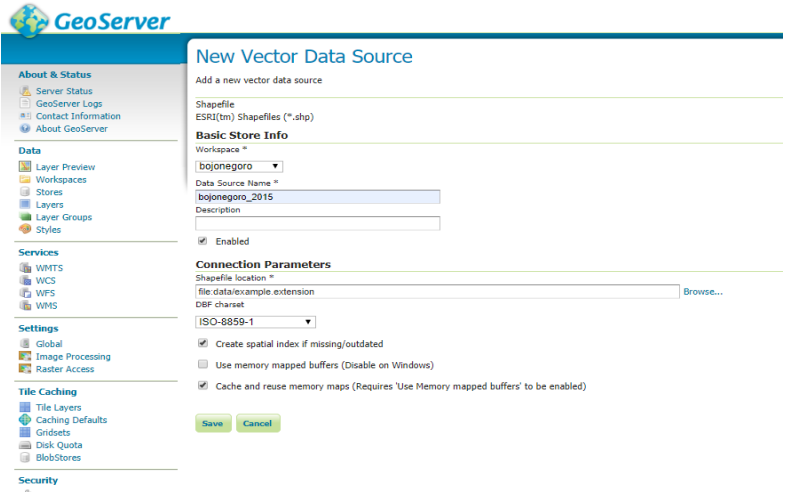 GeoServer
About & Status
Server Status
GeoServer Logs
Contact Information
About GeoServer
Data
Layer Preview
Workspaces
Stores
Layers
Layer Groups
Styles
Services
WMTS
WCS
WFS
WMS
Settings
Global
Image Processing
Raster Access
Tile Caching
Tile Layers
Caching Defaults
Gridsets
Disk Quota
BlobStores
Security
New Vector Data Source
Add a new vector data source
Shapefile
ESRI(tm) Shapefiles (*.shp)
Basic Store Info
Workspace *
bojonegoro
Data Source Name *
bojonegoro_2015
Description
Enabled
Connection Parameters
Shapefile location *
file:data/example.extension Browse...
DBF charset
ISO-8859-1
Create spatial index if missing/outdated
Use memory mapped buffers (Disable on Windows)
Cache and reuse memory maps (Requires 'Use Memory mapped buffers' to be enabled)
Save Cancel